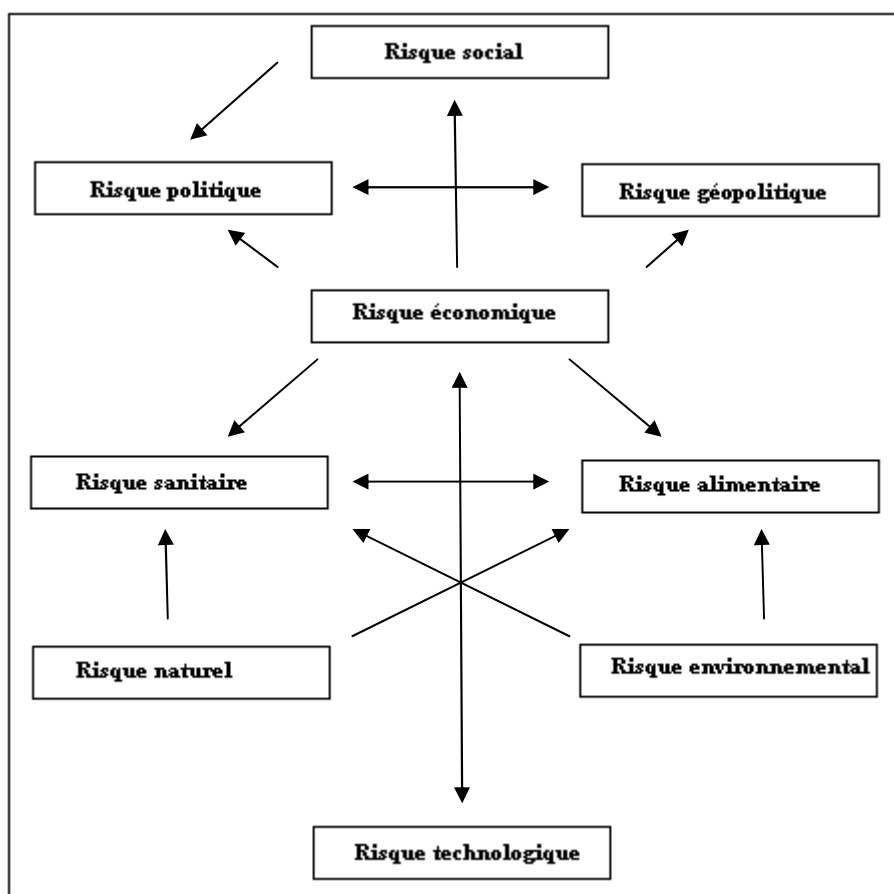 Risque social
Risque politique
Risque géopolitique
Risque économique
Risque sanitaire
Risque alimentaire
Risque naturel
Risque environnemental
Risque technologique